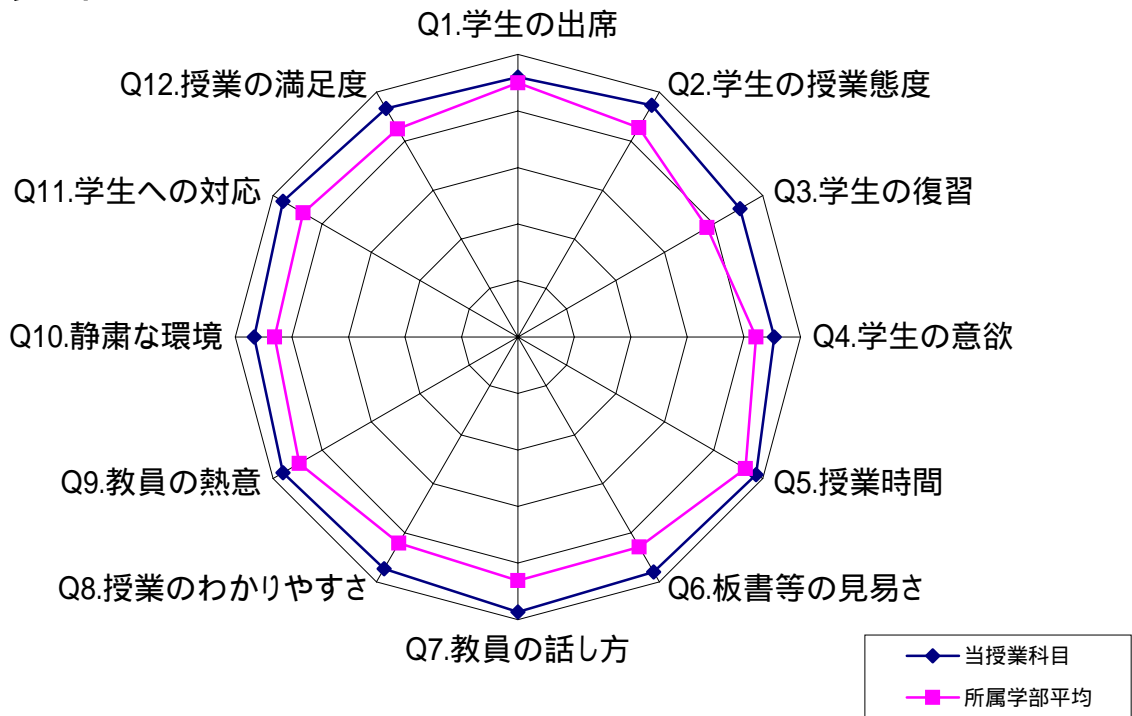 Q1.学生の出席
Q2.学生の授業態度
Q3.学生の復習
Q4.学生の意欲
Q5.授業時間
Q6.板書等の見易さ
Q7.教員の話し方
Q8.授業のわかりやすさ
Q9.教員の熱意
Q10.静粛な環境
Q11.学生への対応
Q12.授業の満足度
当授業科目
所属学部平均